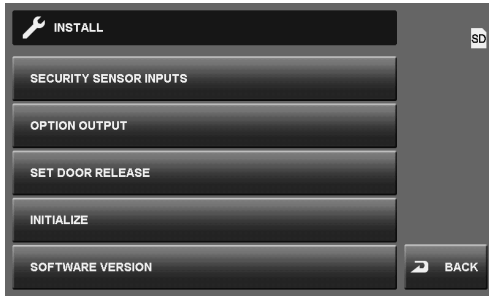 INSTALL
SD
SECURITY SENSOR INPUTS
OPTION OUTPUT
SET DOOR RELEASE
INITIALIZE
SOFTWARE VERSION
BACK